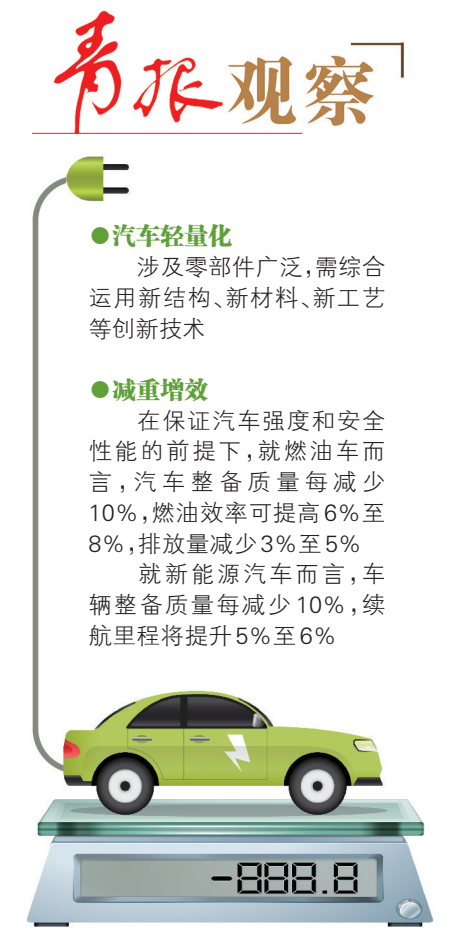 青报观察
●汽车轻量化
涉及零部件广泛,需综合
运用新结构、新材料、新工艺
等创新技术
●减重增效
在保证汽车强度和安全
性能的前提下,就燃油车而
言,汽车整备质量每减少
10%,燃油效率可提高6%至
8%,排放量减少3%至5%
就新能源汽车而言,车
辆整备质量每减少10%,续
航里程将提升5%至6%
-888.8